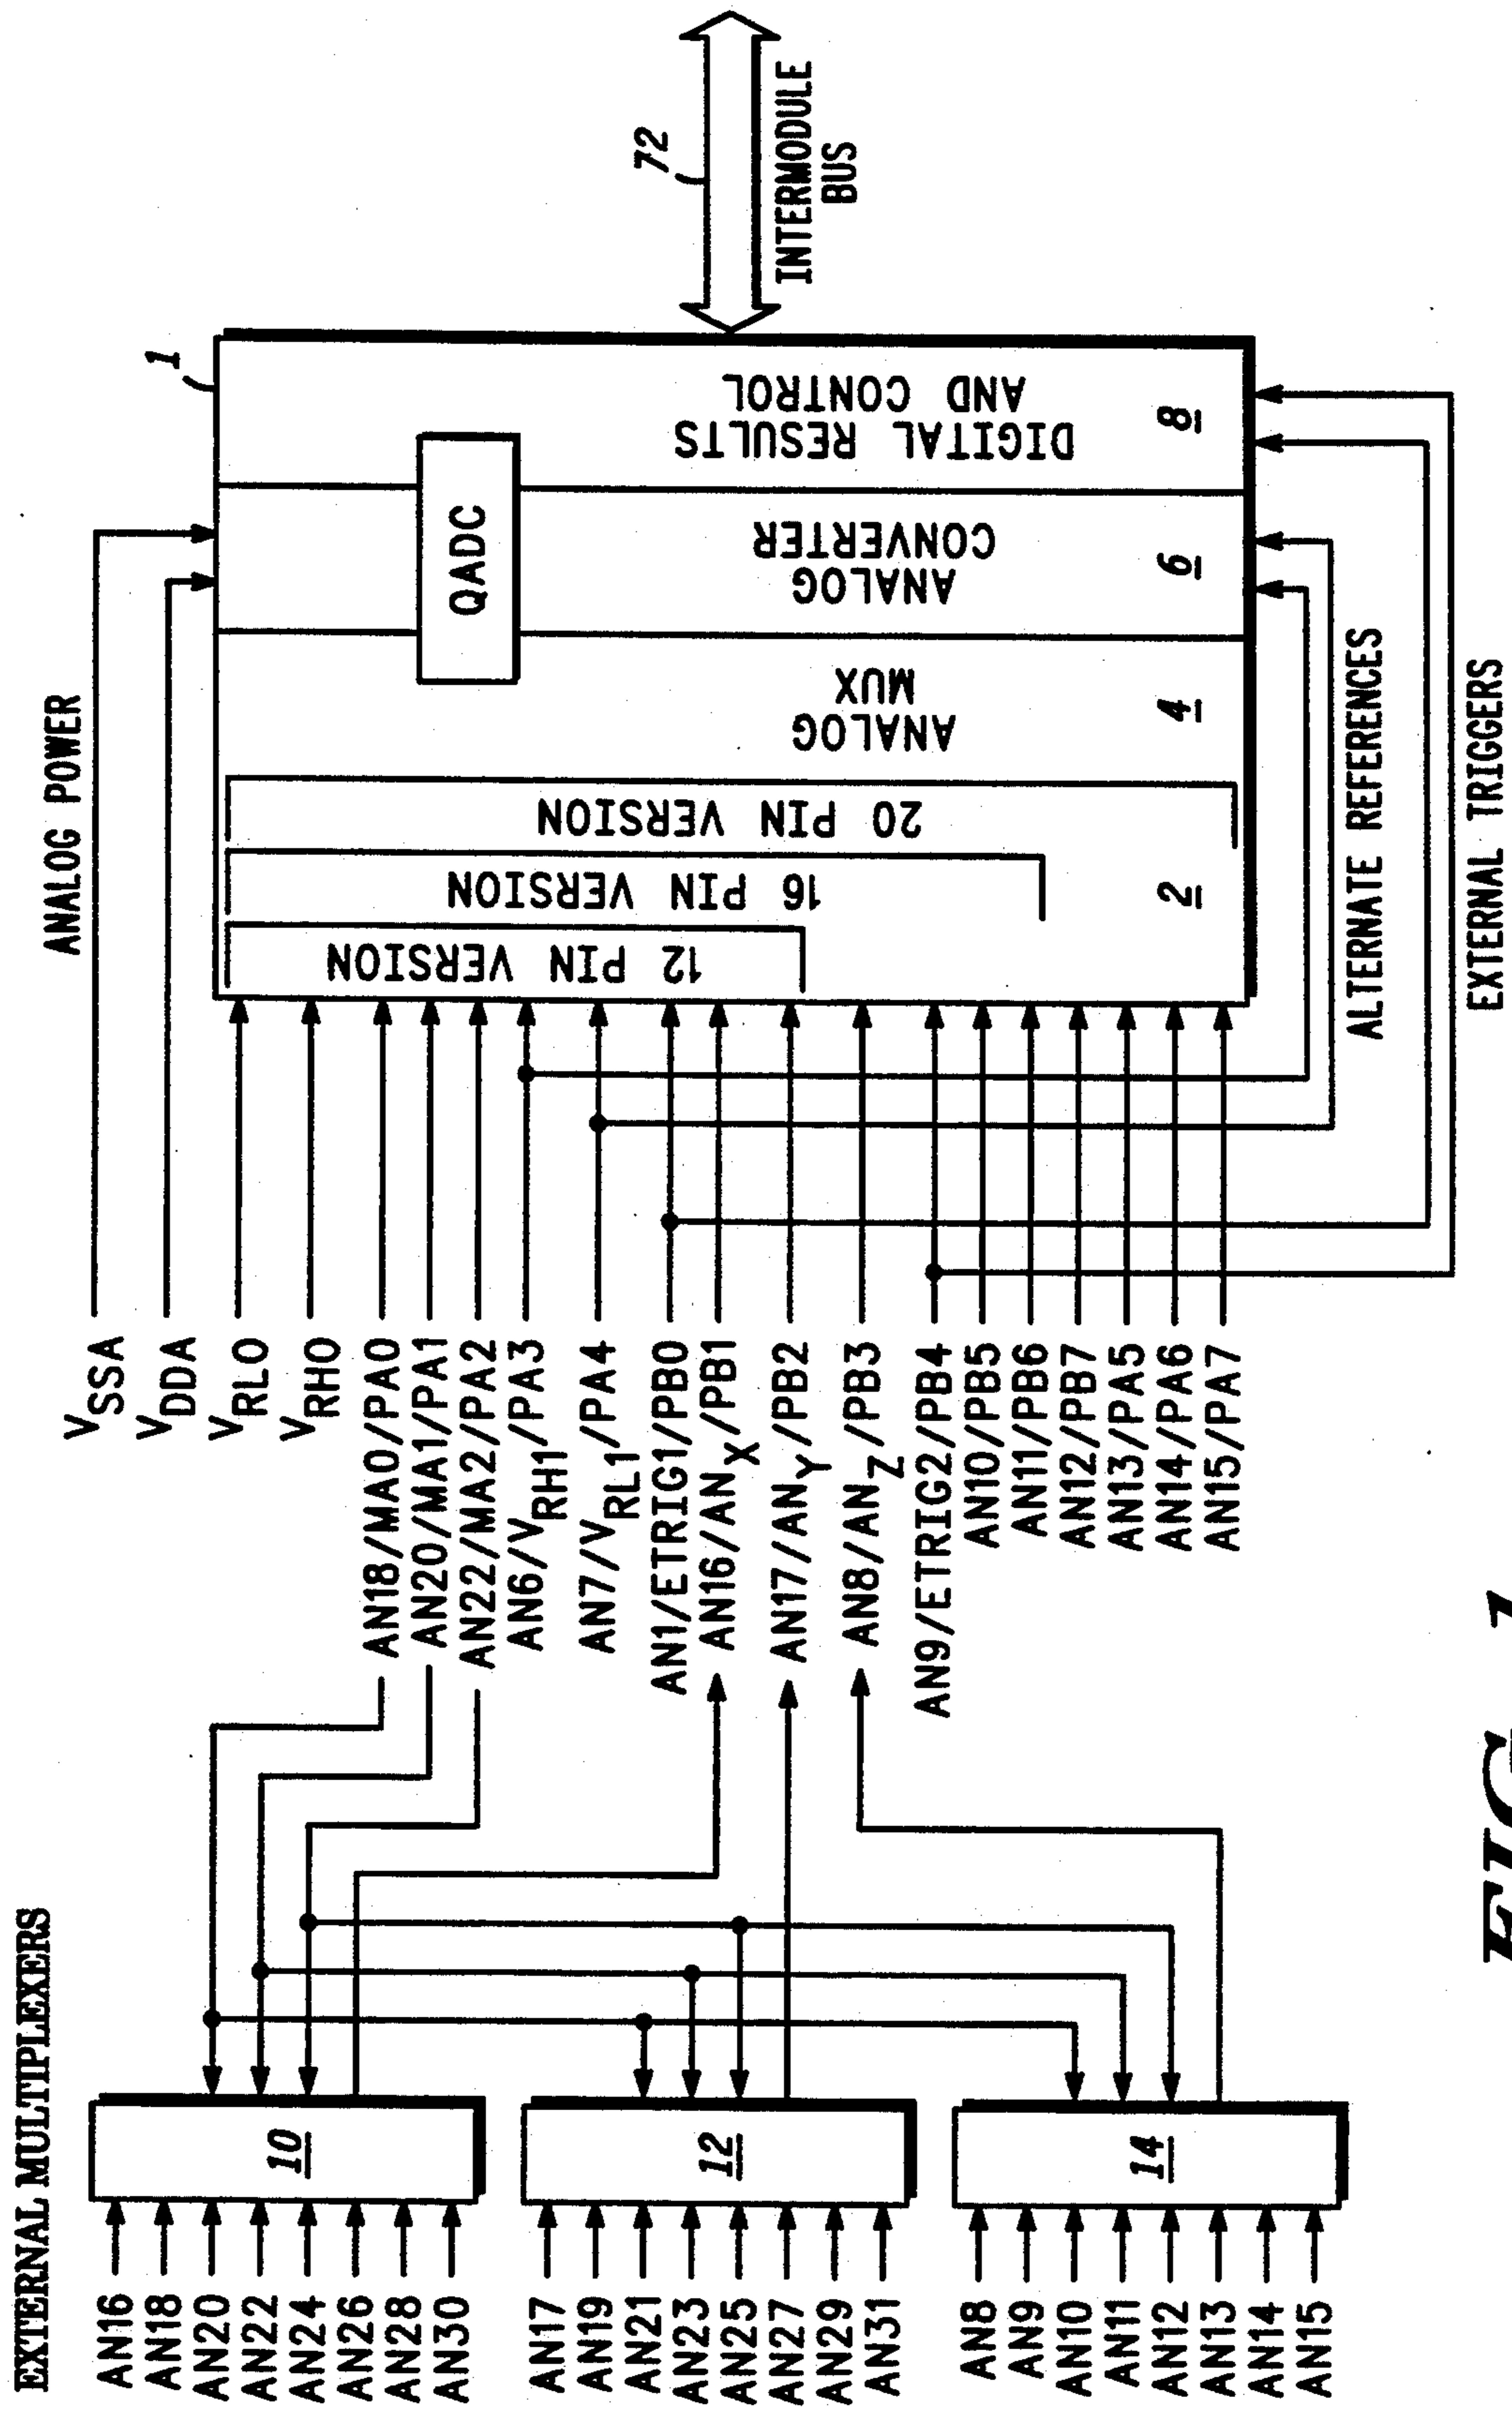 EXTERNAL MULTIPLEXERS
AN16
AN18
AN20
AN22
AN24
AN26
AN28
AN30
10
AN17
AN19
AN21
AN23
AN25
AN27
AN29
AN31
12
AN8
AN9
AN10
AN11
AN12
AN13
AN14
AN15
14
VSSA
VDDA
VRLO
VRHO
AN18/MA0/PA0
AN20/MA1/PA1
AN22/MA2/PA2
AN6/VRH1/PA3
AN7/VRL1/PA4
AN1/ETRIG1/PB0
AN16/ANX/PB1
AN17/ANY/PB2
AN8/ANZ/PB3
AN9/ETRIG2/PB4
AN10/PB5
AN11/PB6
AN12/PB7
AN13/PA5
AN14/PA6
AN15/PA7
ANALOG POWER
12 PIN VERSION
16 PIN VERSION
20 PIN VERSION
2
ANALOG
MUX
4
QADC
ANALOG
CONVERTER
6
DIGITAL RESULTS
AND CONTROL
8
1
ALTERNATE REFERENCES
EXTERNAL TRIGGERS
72
INTERMODULE
BUS
FIG. 1